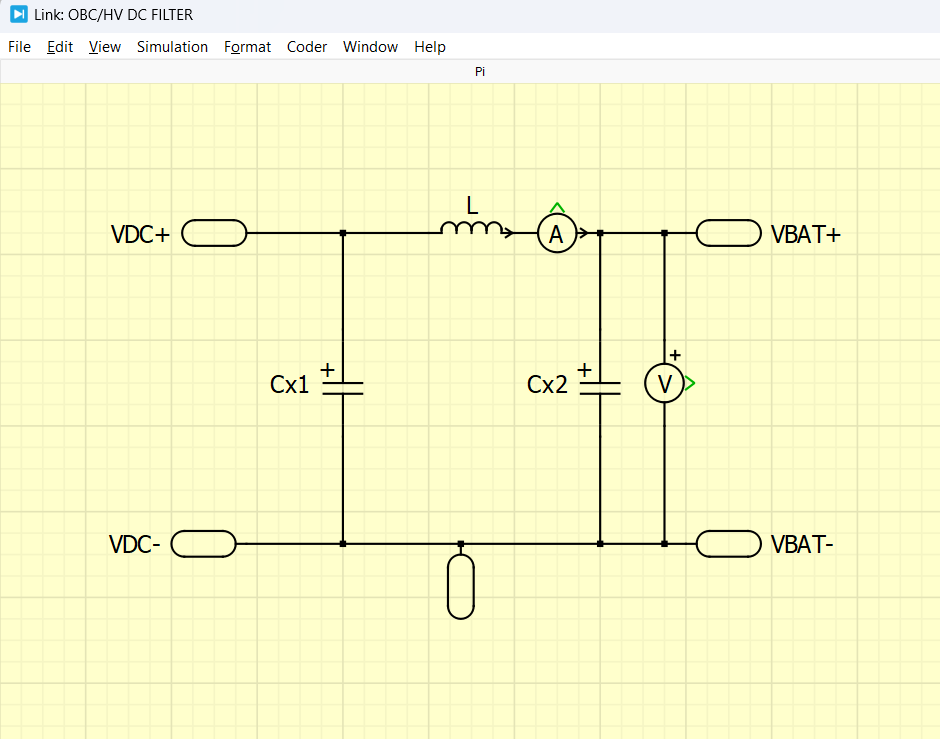 Link: OBC/HV DC FILTER
File Edit View Simulation Format Coder Window Help
Pi
L
VDC+
A
VBAT+
+
Cx1
+
Cx2
+
V
VDC-
VBAT-